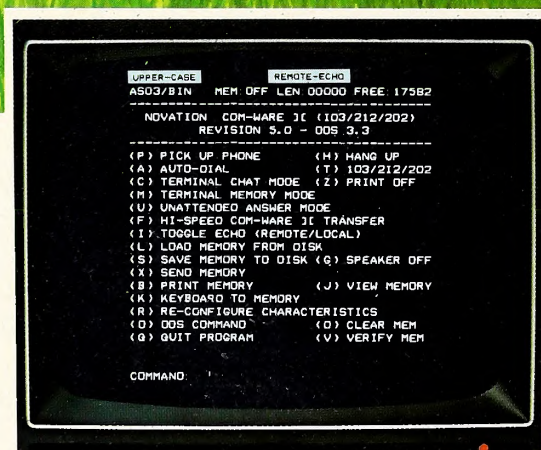 UPPER-CASE REMOTE-ECHO
AS03/BIN MEM:OFF LEN:00000 FREE:17582
NOVATION COM-WARE ][ (103/212/202)
REVISION 5.0 - DOS 3.3
(P) PICK UP PHONE (H) HANG UP
(A) AUTO-DIAL (T) 103/212/202
(C) TERMINAL CHAT MODE (Z) PRINT OFF
(M) TERMINAL MEMORY MODE
(U) UNATTENDED ANSWER MODE
(F) HI-SPEED COM-WARE ][ TRANSFER
(I) TOGGLE ECHO (REMOTE/LOCAL)
(L) LOAD MEMORY FROM DISK
(S) SAVE MEMORY TO DISK (G) SPEAKER OFF
(X) SEND MEMORY
(B) PRINT MEMORY (J) VIEW MEMORY
(K) KEYBOARD TO MEMORY
(R) RE-CONFIGURE CHARACTERISTICS
(D) DOS COMMAND (O) CLEAR MEM
(Q) QUIT PROGRAM (V) VERIFY MEM
COMMAND: